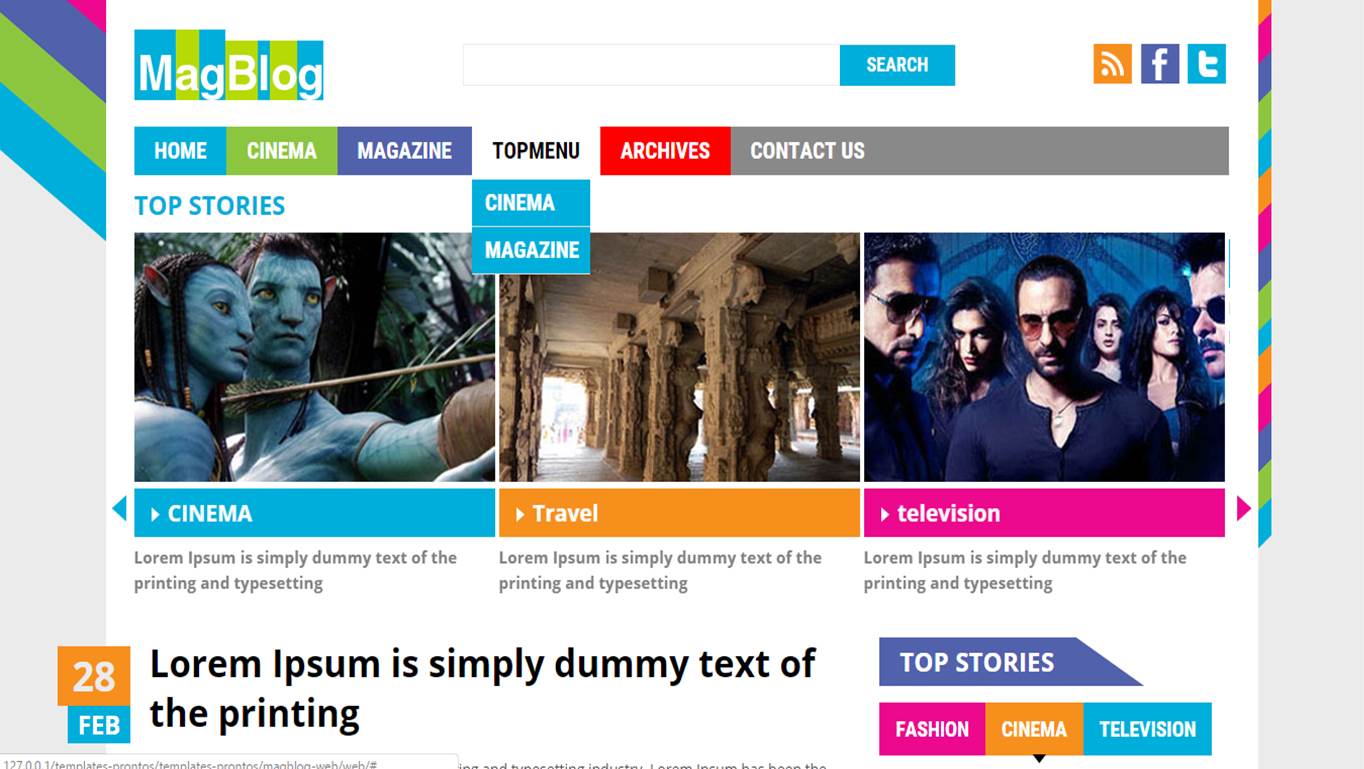 MagBlog
SEARCH
HOME CINEMA MAGAZINE TOPMENU ARCHIVES CONTACT US
CINEMA
MAGAZINE
TOP STORIES
CINEMA
Lorem Ipsum is simply dummy text of the
printing and typesetting
Travel
Lorem Ipsum is simply dummy text of the
printing and typesetting
television
Lorem Ipsum is simply dummy text of the
printing and typesetting
28
FEB
Lorem Ipsum is simply dummy text of
the printing
TOP STORIES
FASHION CINEMA TELEVISION
127.0.0.1/templates-prontos/templates-prontos/magblog-web/web/#
ing and typesetting industry. Lorem Ipsum has been the